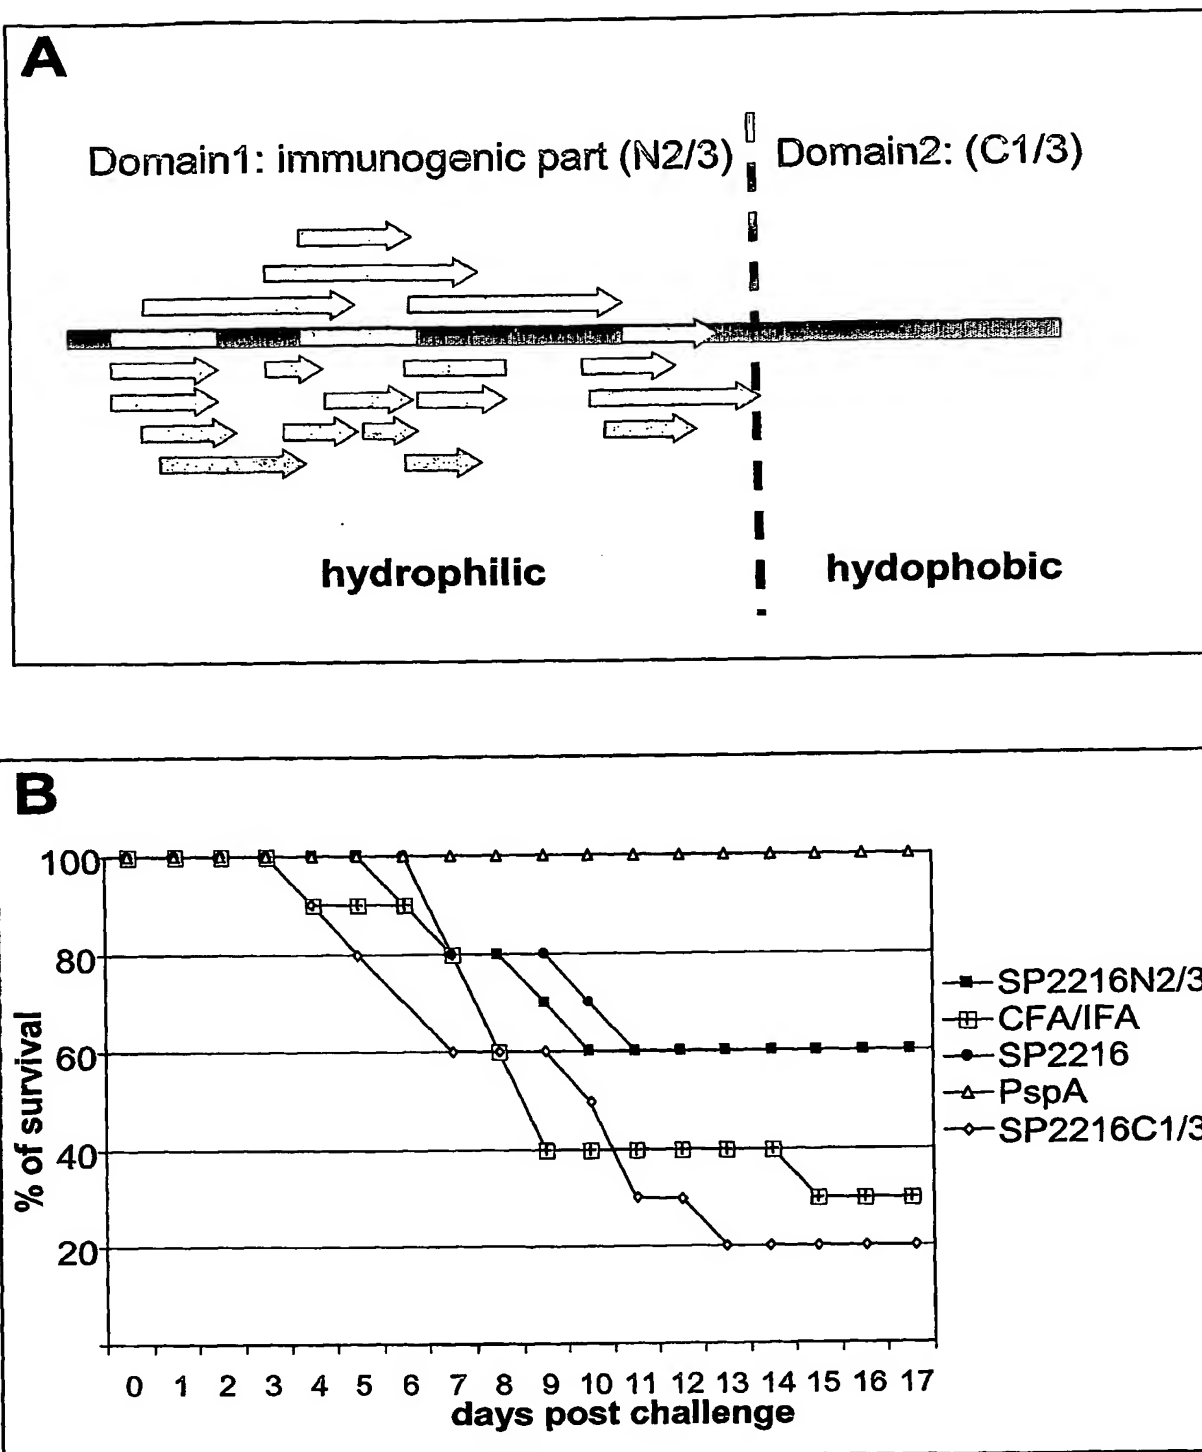 A
Domain1: immunogenic part (N2/3) Domain2: (C1/3)
hydrophilic hydophobic
B
100
80
60
40
20
% of survival
0 1 2 3 4 5 6 7 8 9 10 11 12 13 14 15 16 17
days post challenge
SP2216N2/3
CFA/IFA
SP2216
PspA
SP2216C1/3